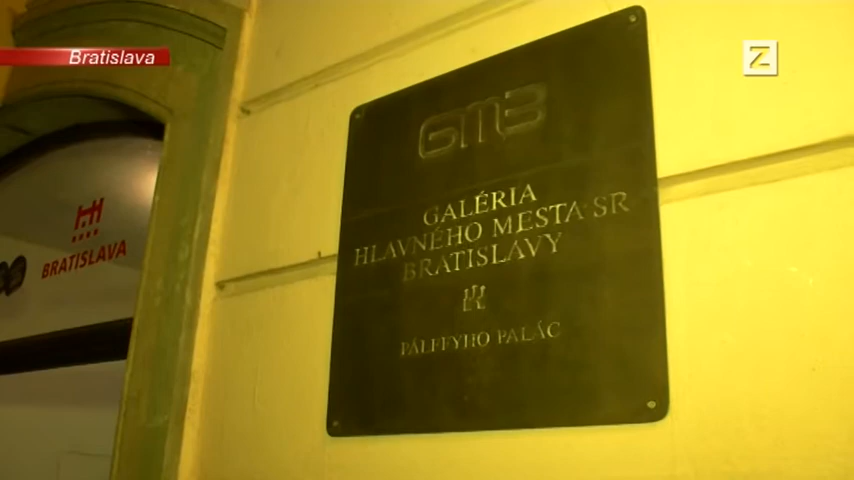 Bratislava
Z
GMB
GALÉRIA
HLAVNÉHO MESTA SR
BRATISLAVY
PÁLFFYHO PALÁC
BRATISLAVA